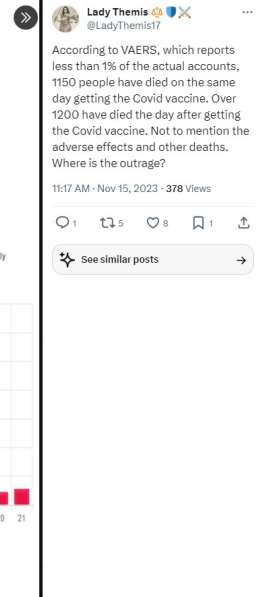 Lady Themis
@LadyThemis17
According to VAERS, which reports
less than 1% of the actual accounts,
1150 people have died on the same
day getting the Covid vaccine. Over
1200 have died the day after getting
the Covid vaccine. Not to mention the
adverse effects and other deaths.
Where is the outrage?
11:17 AM · Nov 15, 2023 · 378 Views
1 5 8 1
See similar posts
ly
0 21